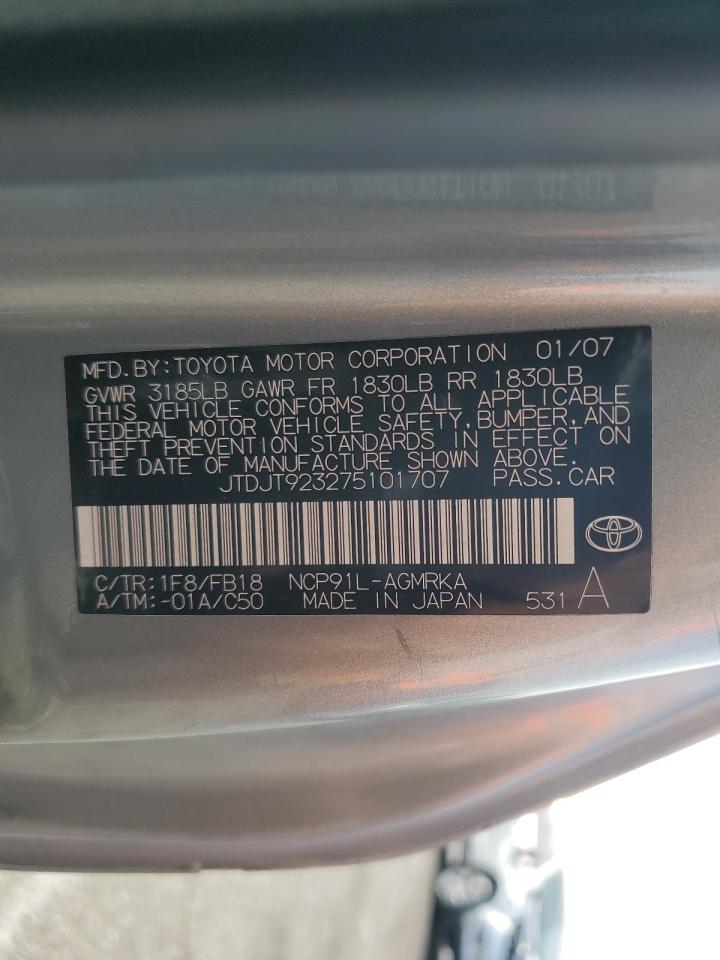 MFD.BY:TOYOTA MOTOR CORPORATION 01/07
GVWR 3185LB GAWR FR 1830LB RR 1830LB
THIS VEHICLE CONFORMS TO ALL APPLICABLE
FEDERAL MOTOR VEHICLE SAFETY,BUMPER,AND
THEFT PREVENTION STANDARDS IN EFFECT ON
THE DATE OF MANUFACTURE SHOWN ABOVE.
JTDJT923275101707 PASS.CAR
C/TR:1F8/FB18 NCP91L-AGMRKA
A/TM:-01A/C50 MADE IN JAPAN 531 A